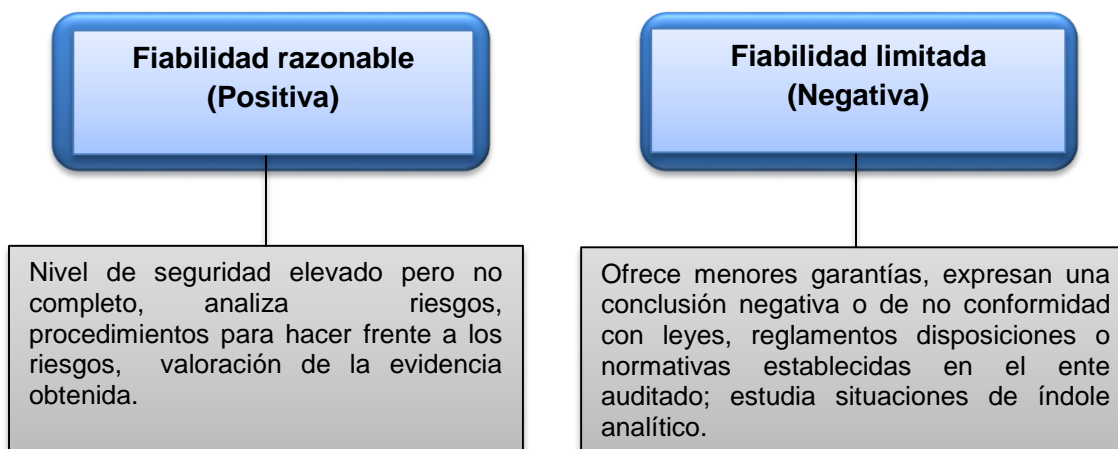 Fiabilidad razonable
(Positiva)
Nivel de seguridad elevado pero no
completo, analiza riesgos,
procedimientos para hacer frente a los
riesgos, valoración de la evidencia
obtenida.
Fiabilidad limitada
(Negativa)
Ofrece menores garantías, expresan una
conclusión negativa o de no conformidad
con leyes, reglamentos disposiciones o
normativas establecidas en el ente
auditado; estudia situaciones de índole
analítico.